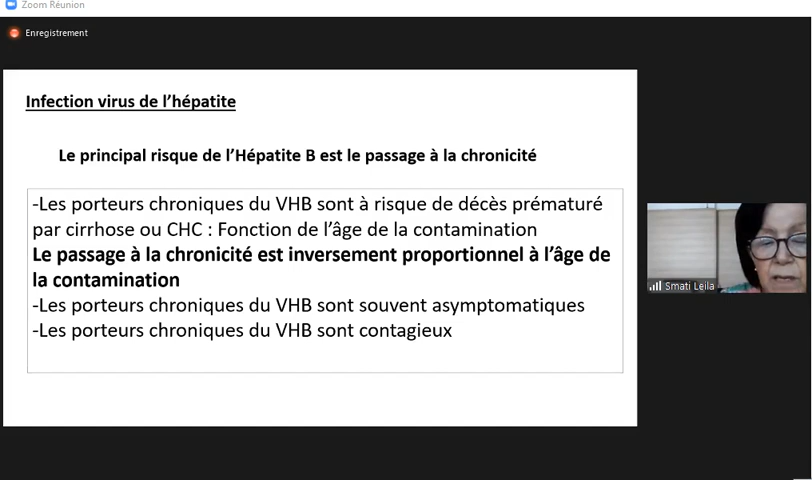 Zoom Réunion
Enregistrement
Infection virus de l'hépatite
Le principal risque de l'Hépatite B est le passage à la chronicité
-Les porteurs chroniques du VHB sont à risque de décès prématuré
par cirrhose ou CHC : Fonction de l'âge de la contamination
Le passage à la chronicité est inversement proportionnel à l'âge de
la contamination
-Les porteurs chroniques du VHB sont souvent asymptomatiques
-Les porteurs chroniques du VHB sont contagieux
Smati Leila